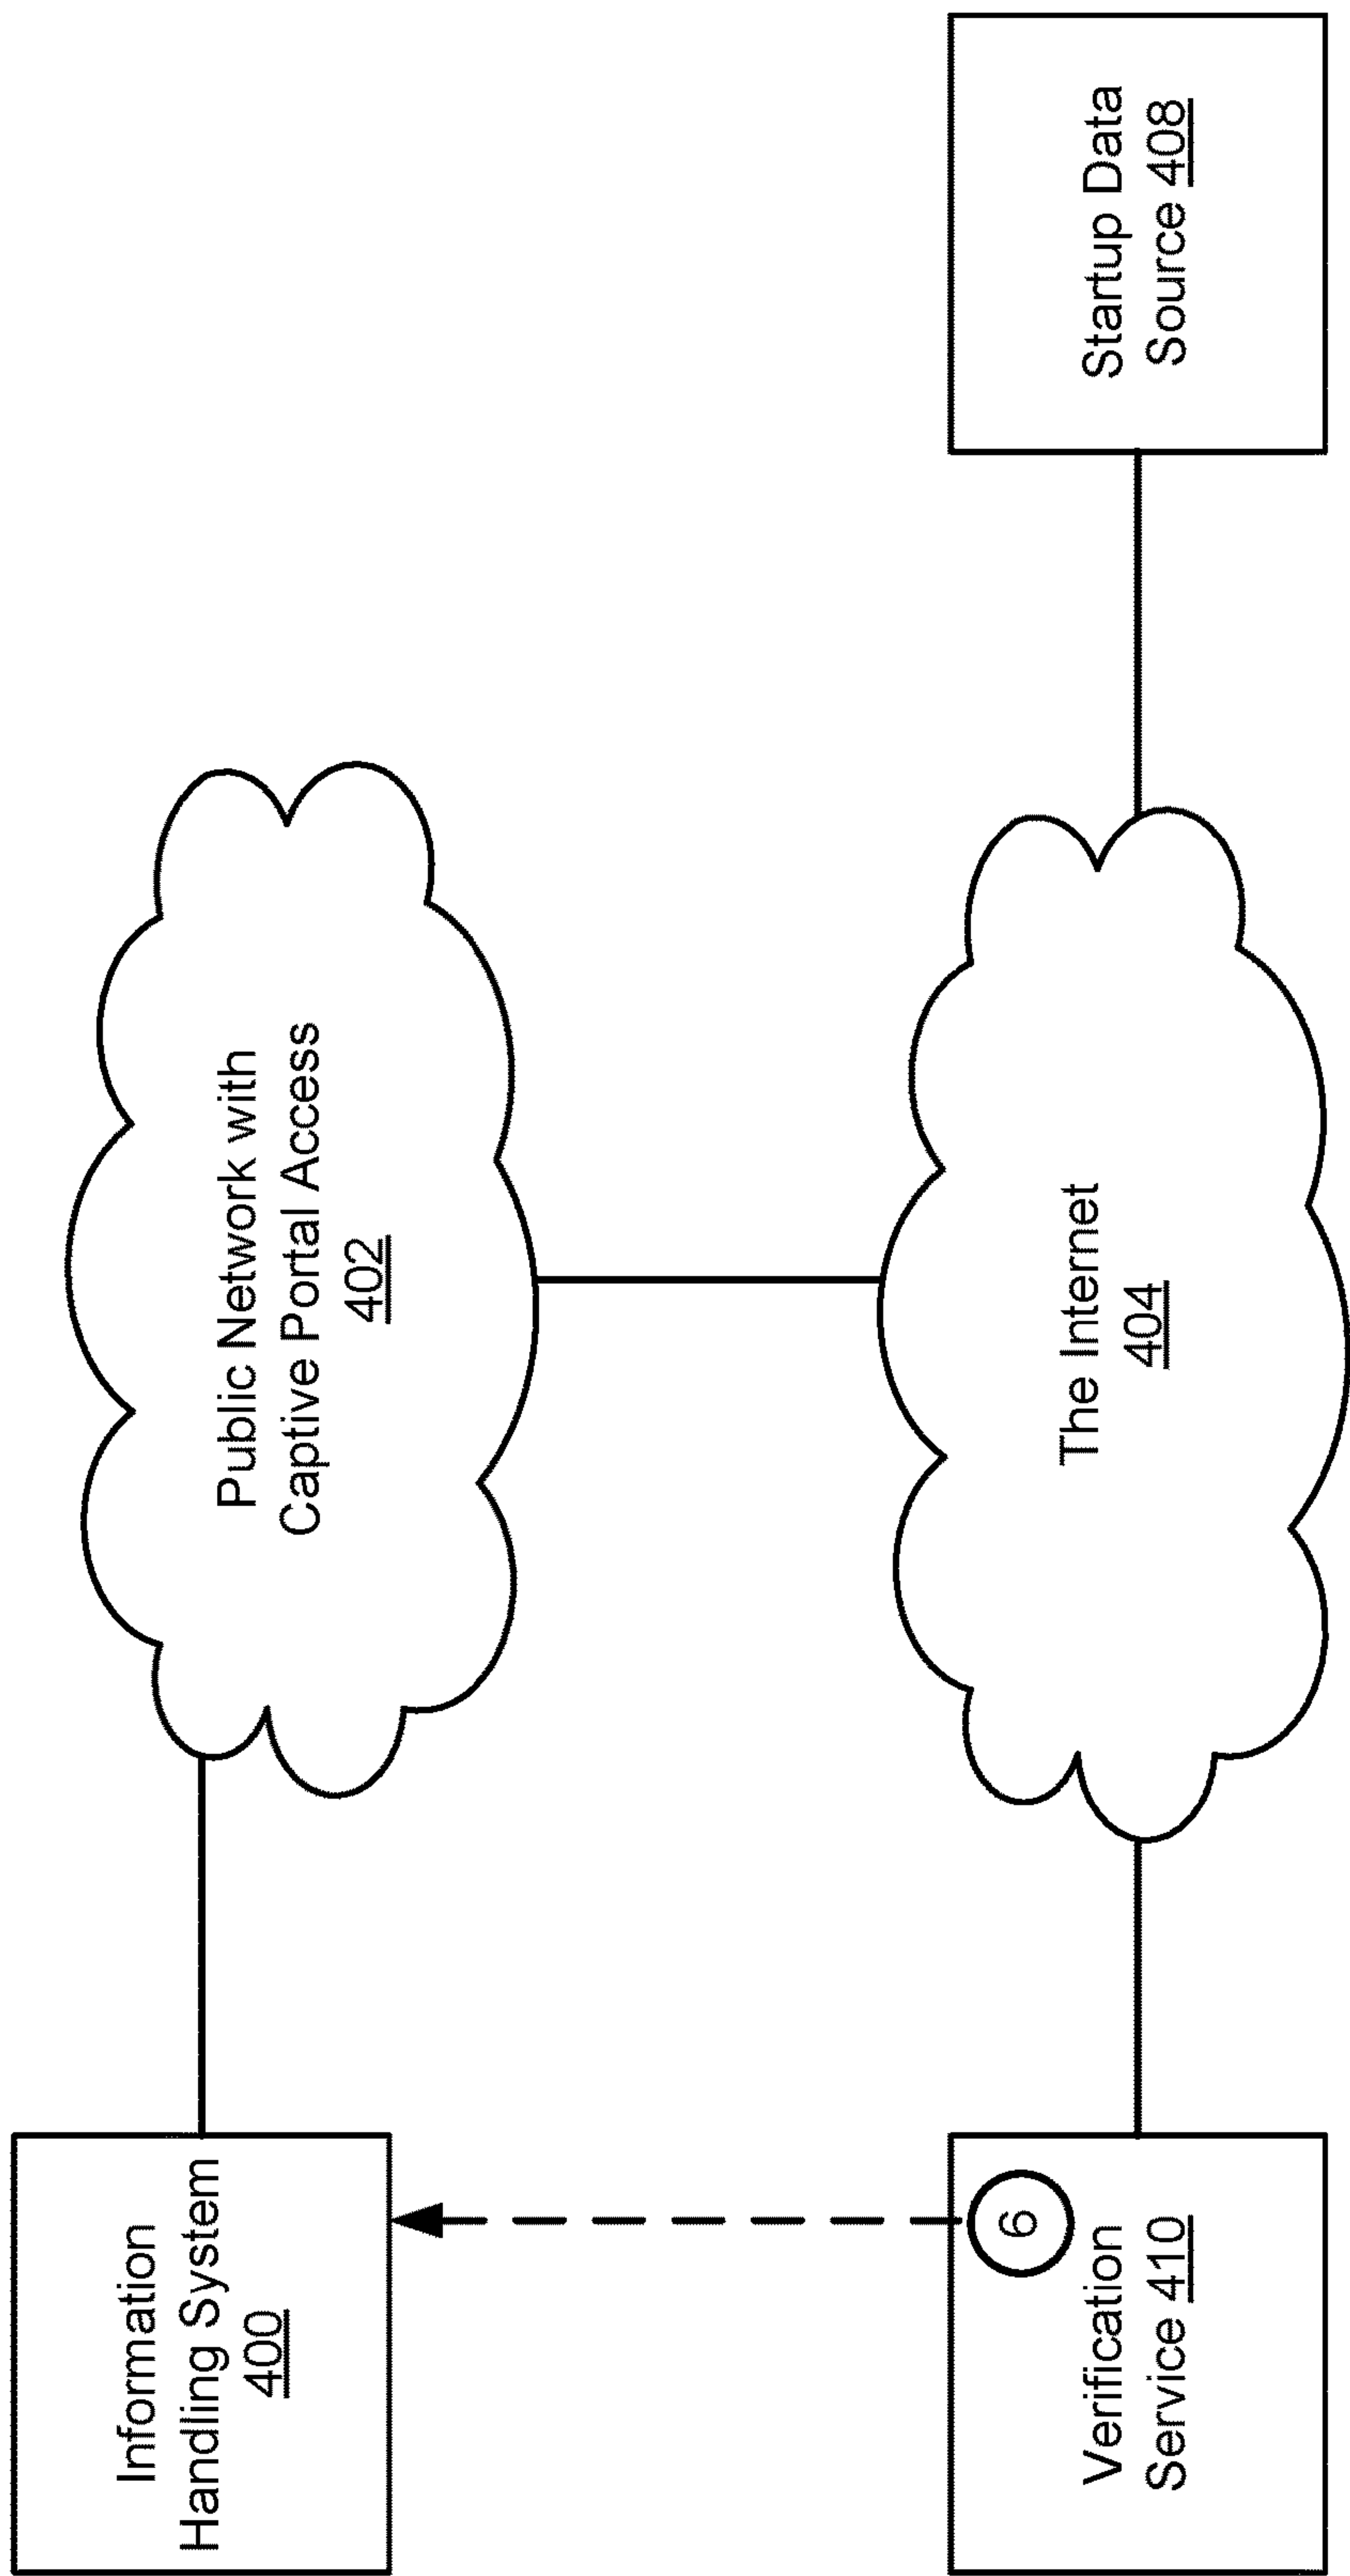 Information
Handling System
400
Public Network with
Captive Portal Access
402
6
Verification
Service 410
The Internet
404
Startup Data
Source 408